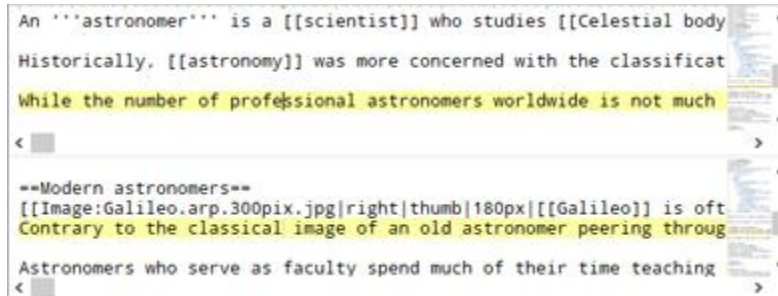 An '''astronomer''' is a [[scientist]] who studies [[Celestial body
Historically, [[astronomy]] was more concerned with the classificat
While the number of professional astronomers worldwide is not much
==Modern astronomers==
[[Image:Galileo.arp.300pix.jpg|right|thumb|180px|[[Galileo]] is oft
Contrary to the classical image of an old astronomer peering throug
Astronomers who serve as faculty spend much of their time teaching